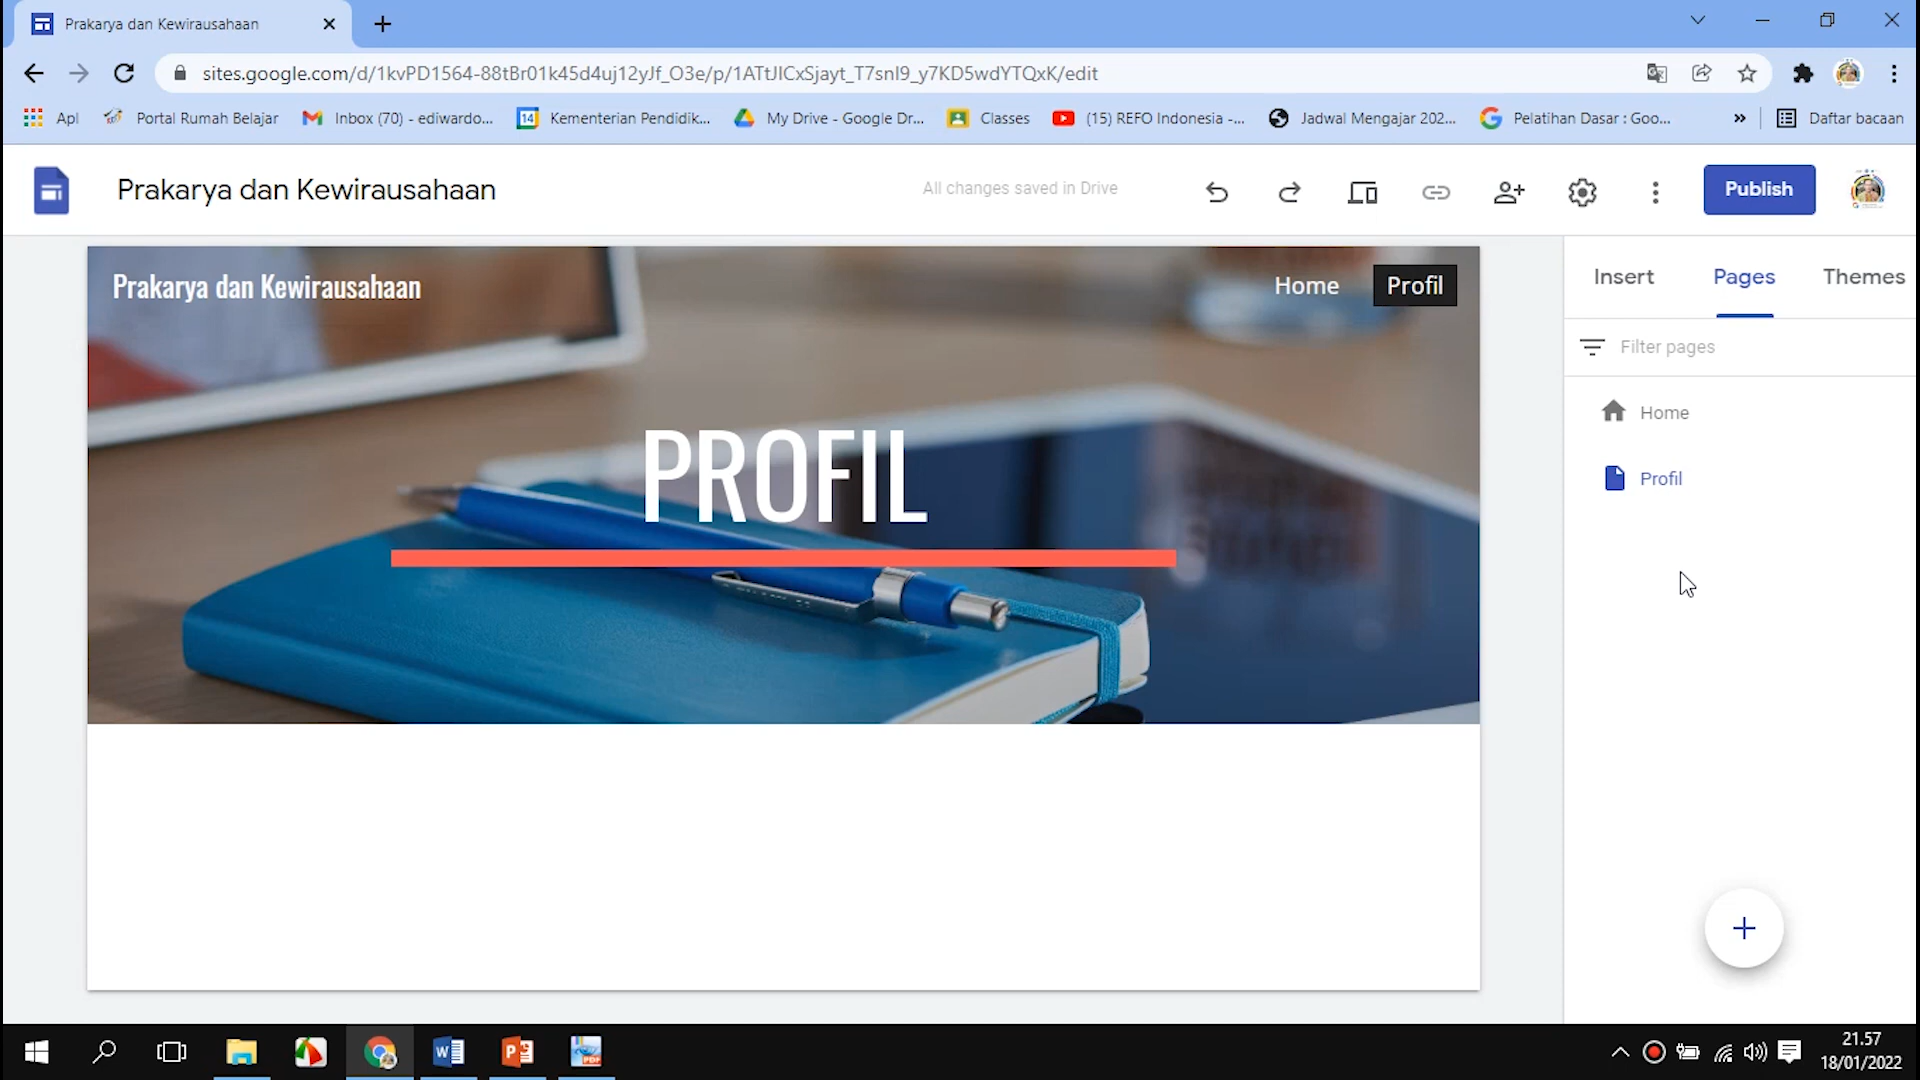 Prakarya dan Kewirausahaan
sites.google.com/d/1kvPD1564-88tBr01k45d4uj12yJf_O3e/p/1ATtJICxSjayt_T7snI9_y7KD5wdYTQxK/edit
Apl Portal Rumah Belajar Inbox (70) - ediwardo... 14 Kementerian Pendidik... My Drive - Google Dr... Classes (15) REFO Indonesia -... Jadwal Mengajar 202... Pelatihan Dasar : Goo... » Daftar bacaan
Prakarya dan Kewirausahaan All changes saved in Drive Publish
Insert Pages Themes
Prakarya dan Kewirausahaan Home Profil
Filter pages
Home
Profil
PROFIL
21.57
18/01/2022